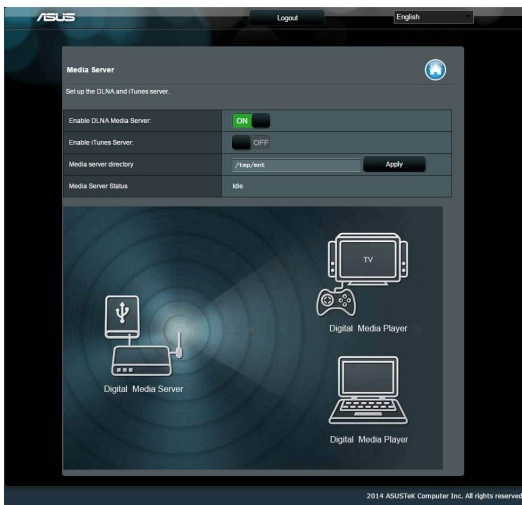 ASUS
Logout
English
Media Server
Set up the DLNA and iTunes server.
Enable DLNA Media Server:
ON
Enable iTunes Server:
OFF
Media server directory
/tmp/mnt
Apply
Media Server Status
Idle
TV
Digital Media Player
Digital Media Server
Digital Media Player
2014 ASUSTeK Computer Inc. All rights reserved